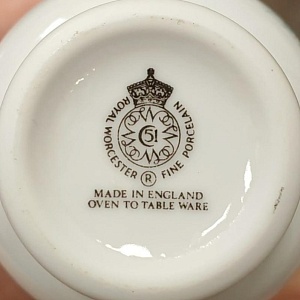 ROYAL WORCESTER FINE PORCELAIN
C 51
®
MADE IN ENGLAND
OVEN TO TABLE WARE